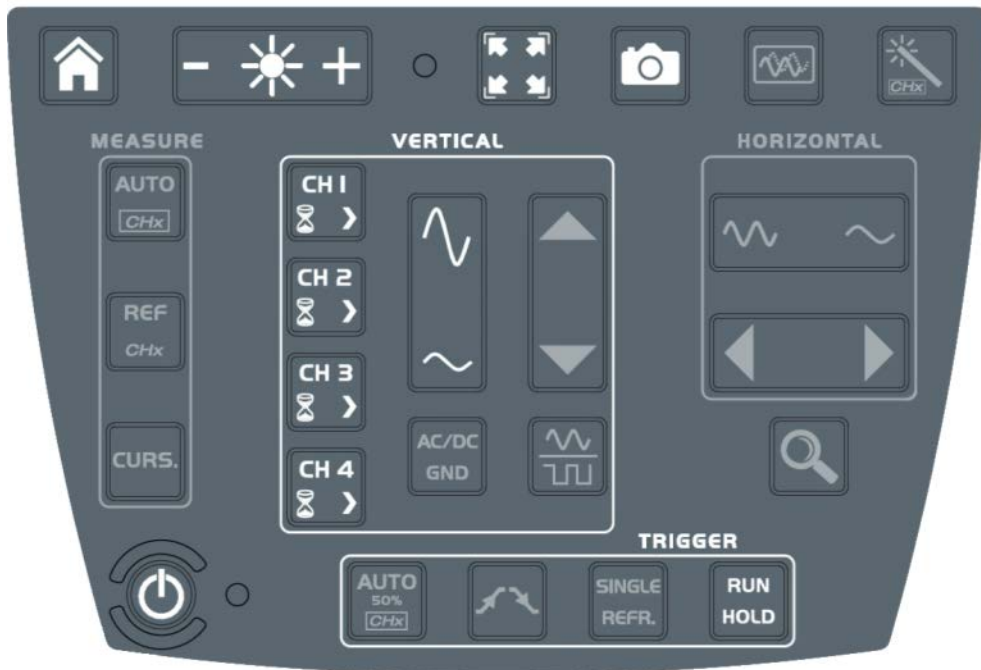 CHx
MEASURE
VERTICAL
HORIZONTAL
AUTO
CHx
REF
CHx
CURS.
CH 1
CH 2
CH 3
CH 4
AC/DC
GND
TRIGGER
AUTO
50%
CHx
SINGLE
REFR.
RUN
HOLD